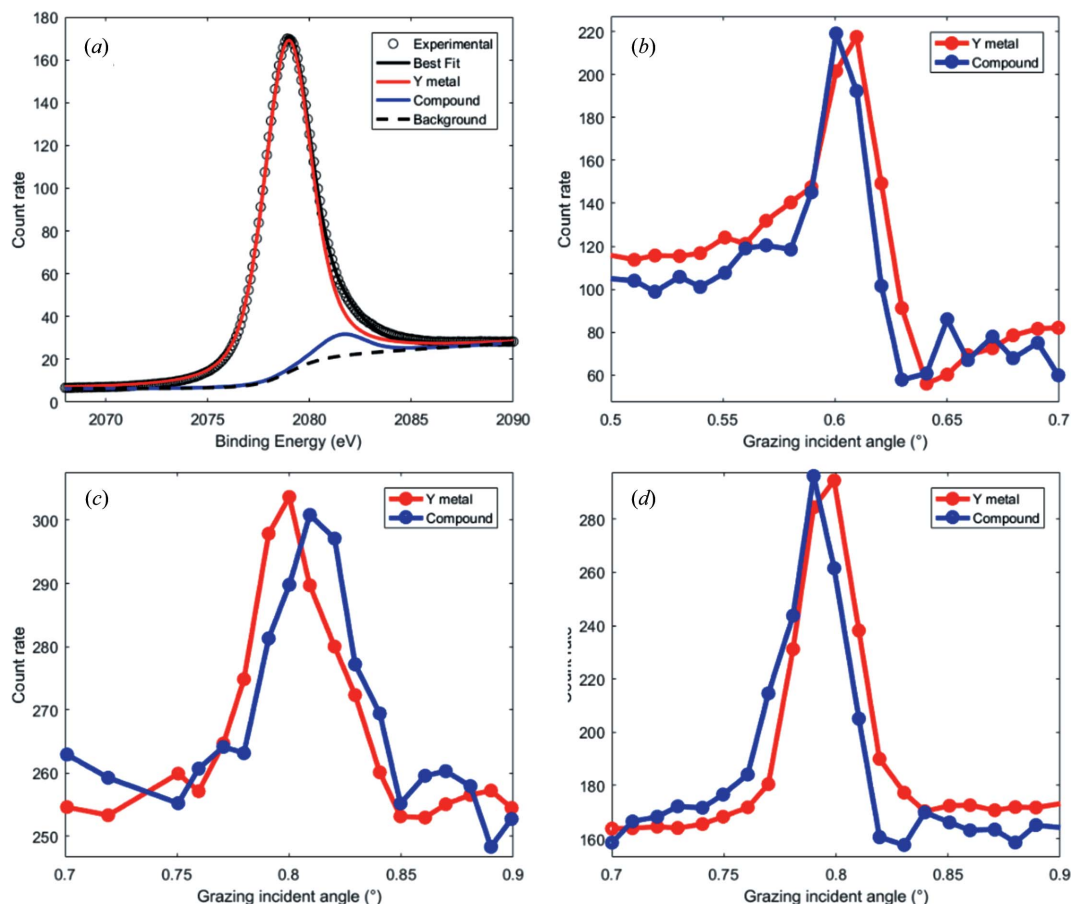 (a)
Experimental
Best Fit
Y metal
Compound
Background
180
160
140
120
100
80
60
40
20
0
Count rate
2070 2075 2080 2085 2090
Binding Energy (eV)
(b)
Y metal
Compound
220
200
180
160
140
120
100
80
60
Count rate
0.5 0.55 0.6 0.65 0.7
Grazing incident angle (°)
(c)
Y metal
Compound
300
290
280
270
260
250
Count rate
0.7 0.75 0.8 0.85 0.9
Grazing incident angle (°)
(d)
Y metal
Compound
280
260
240
220
200
180
160
Count rate
0.7 0.75 0.8 0.85 0.9
Grazing incident angle (°)